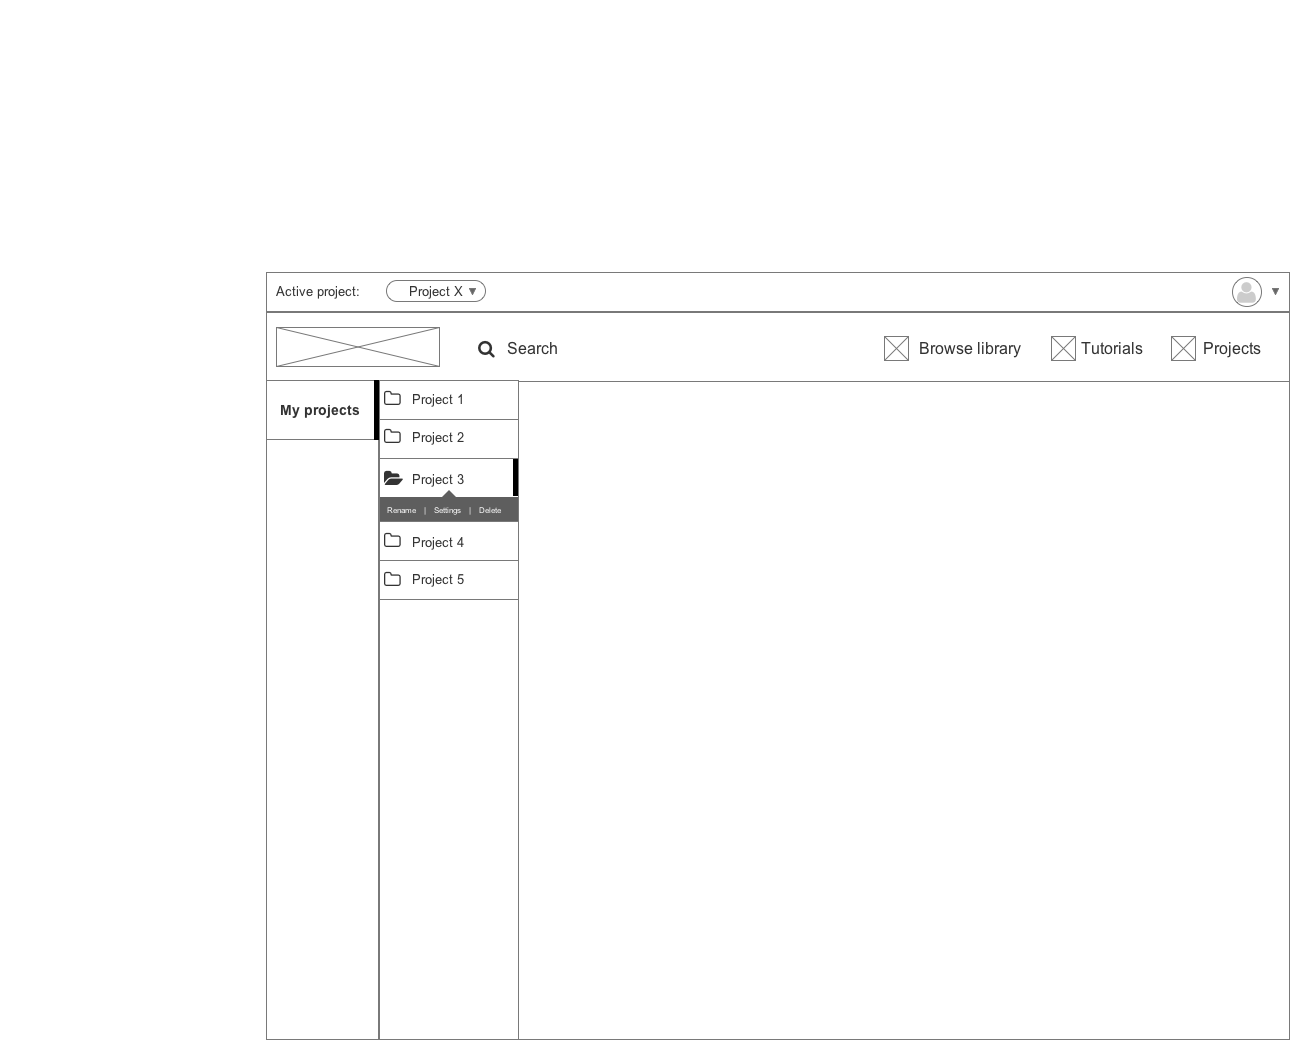 Active project: Project X
Search Browse library Tutorials Projects
My projects
Project 1
Project 2
Project 3
Rename | Settings | Delete
Project 4
Project 5